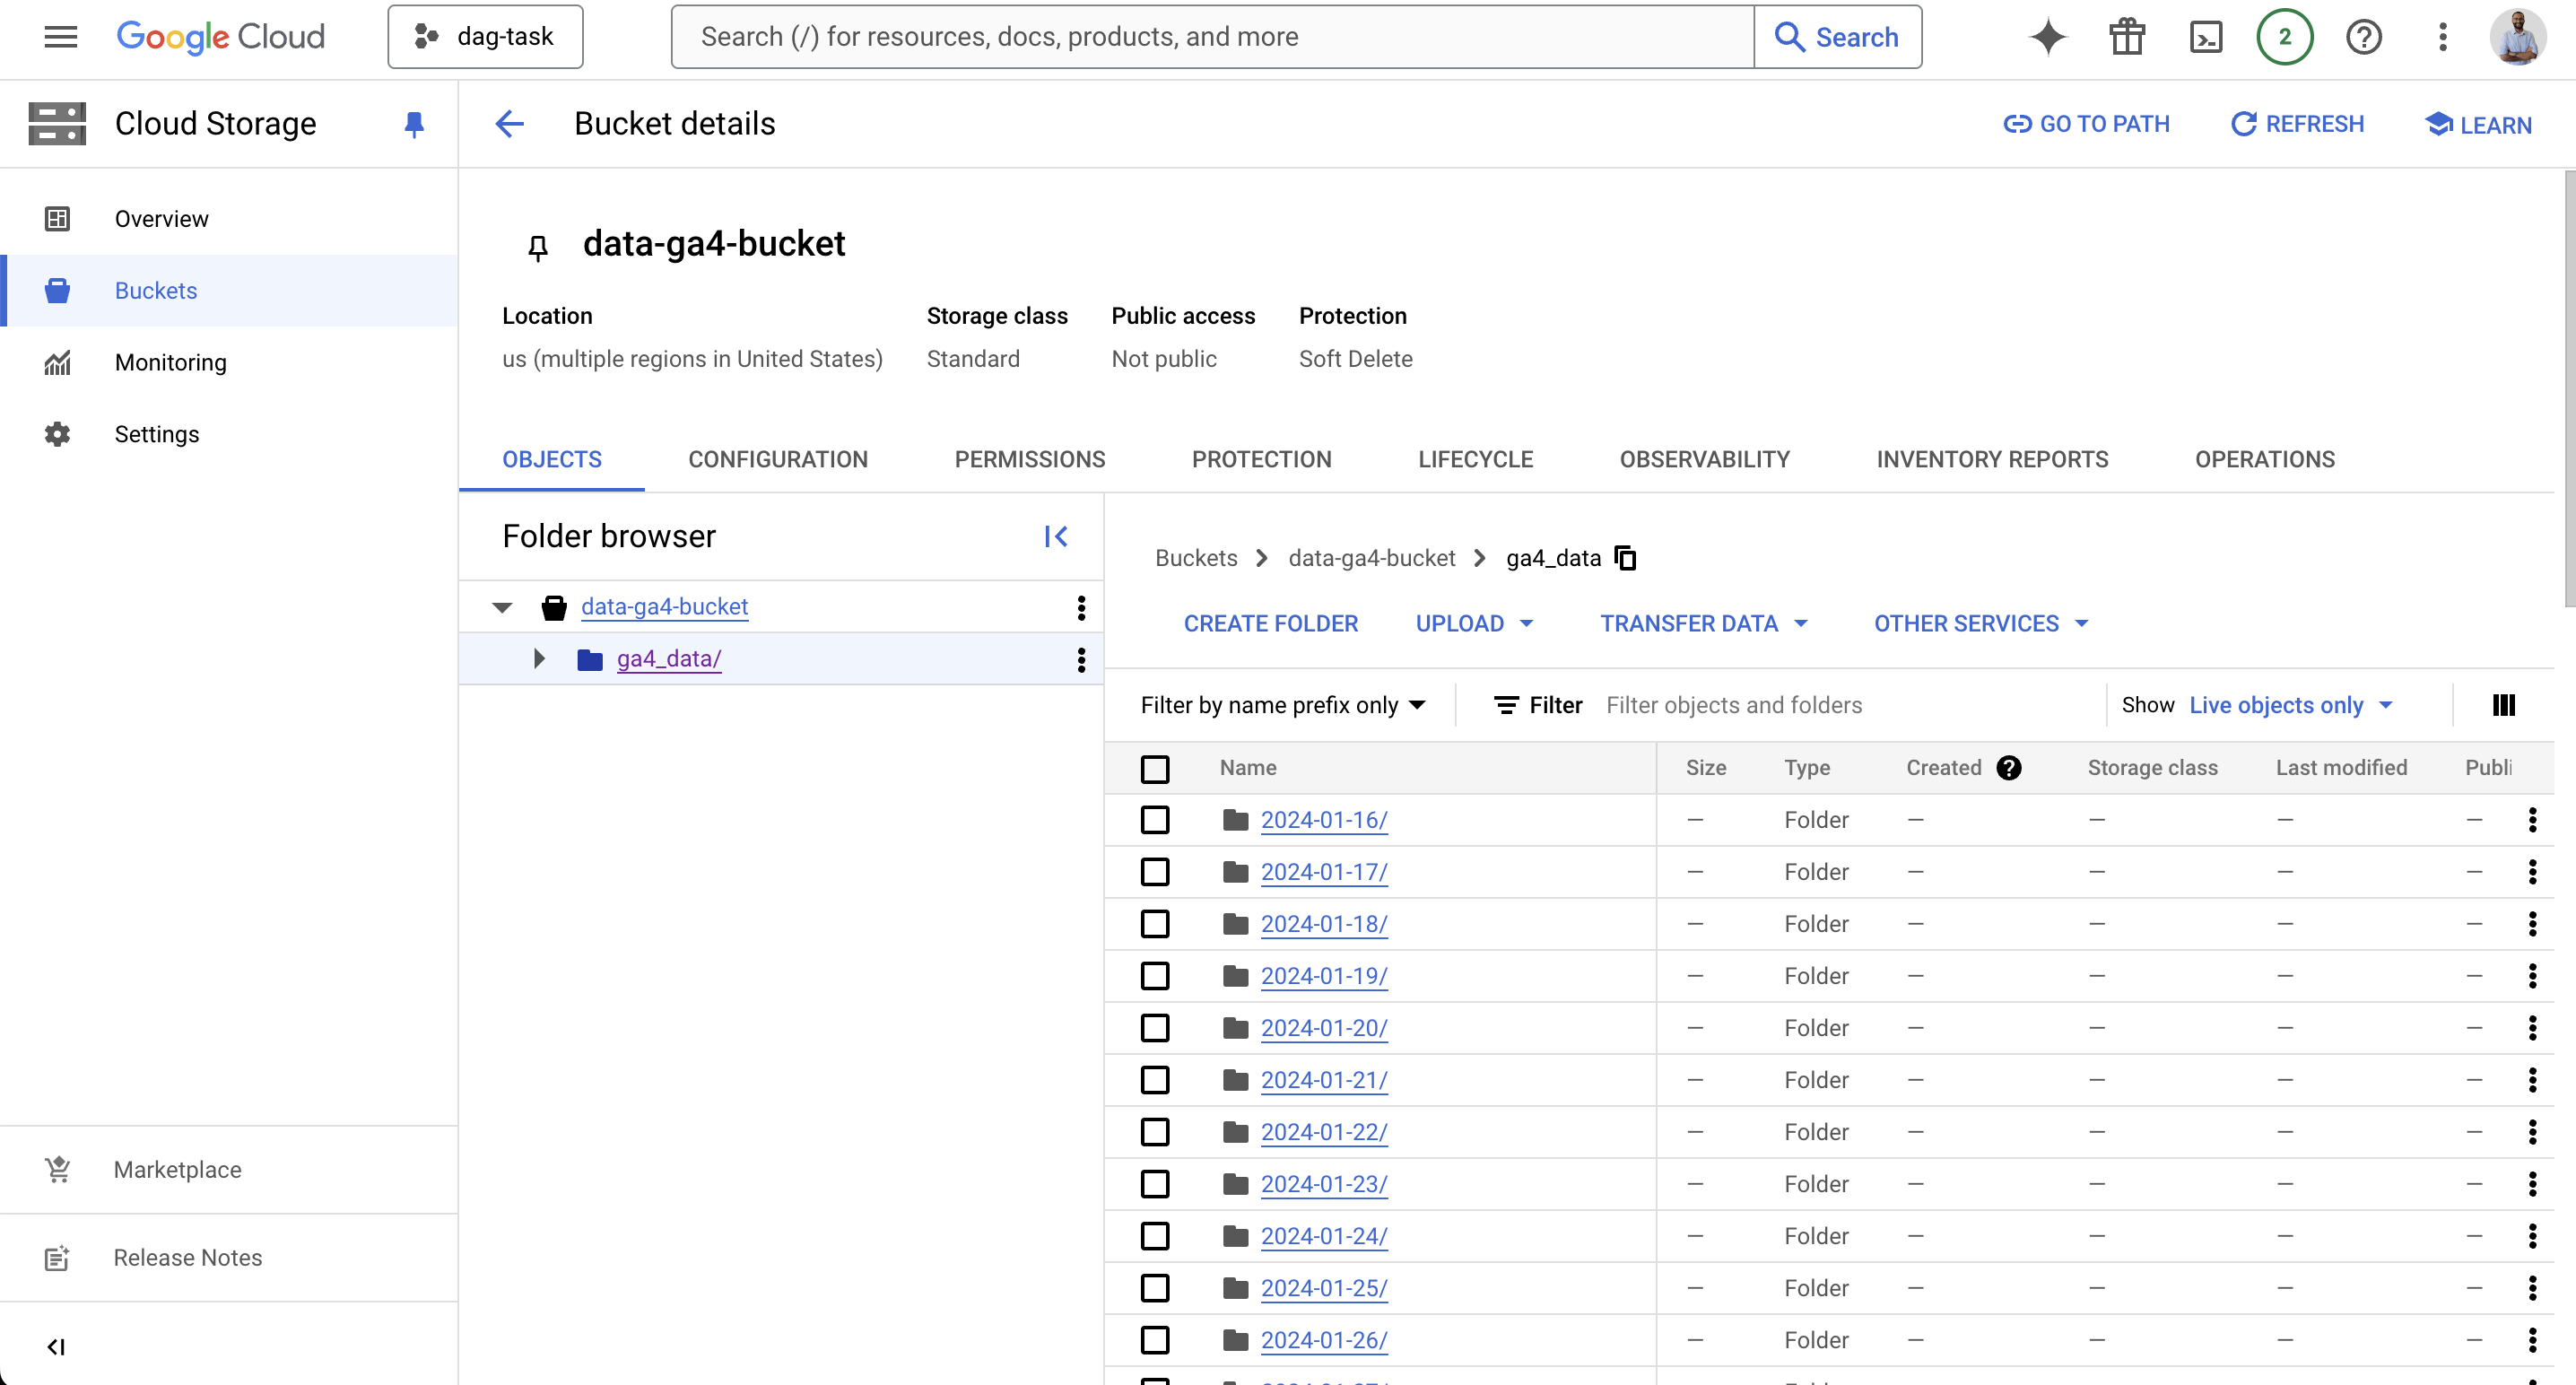 Google Cloud
dag-task
Search (/) for resources, docs, products, and more
Search
2
Cloud Storage
Bucket details
GO TO PATH
REFRESH
LEARN
Overview
Buckets
Monitoring
Settings
Marketplace
Release Notes
data-ga4-bucket
Location
Storage class
Public access
Protection
us (multiple regions in United States)
Standard
Not public
Soft Delete
OBJECTS
CONFIGURATION
PERMISSIONS
PROTECTION
LIFECYCLE
OBSERVABILITY
INVENTORY REPORTS
OPERATIONS
Folder browser
data-ga4-bucket
ga4_data/
Buckets > data-ga4-bucket > ga4_data
CREATE FOLDER
UPLOAD
TRANSFER DATA
OTHER SERVICES
Filter by name prefix only
Filter
Filter objects and folders
Show Live objects only
Name Size Type Created Storage class Last modified Publi
2024-01-16/ — Folder — — — —
2024-01-17/ — Folder — — — —
2024-01-18/ — Folder — — — —
2024-01-19/ — Folder — — — —
2024-01-20/ — Folder — — — —
2024-01-21/ — Folder — — — —
2024-01-22/ — Folder — — — —
2024-01-23/ — Folder — — — —
2024-01-24/ — Folder — — — —
2024-01-25/ — Folder — — — —
2024-01-26/ — Folder — — — —